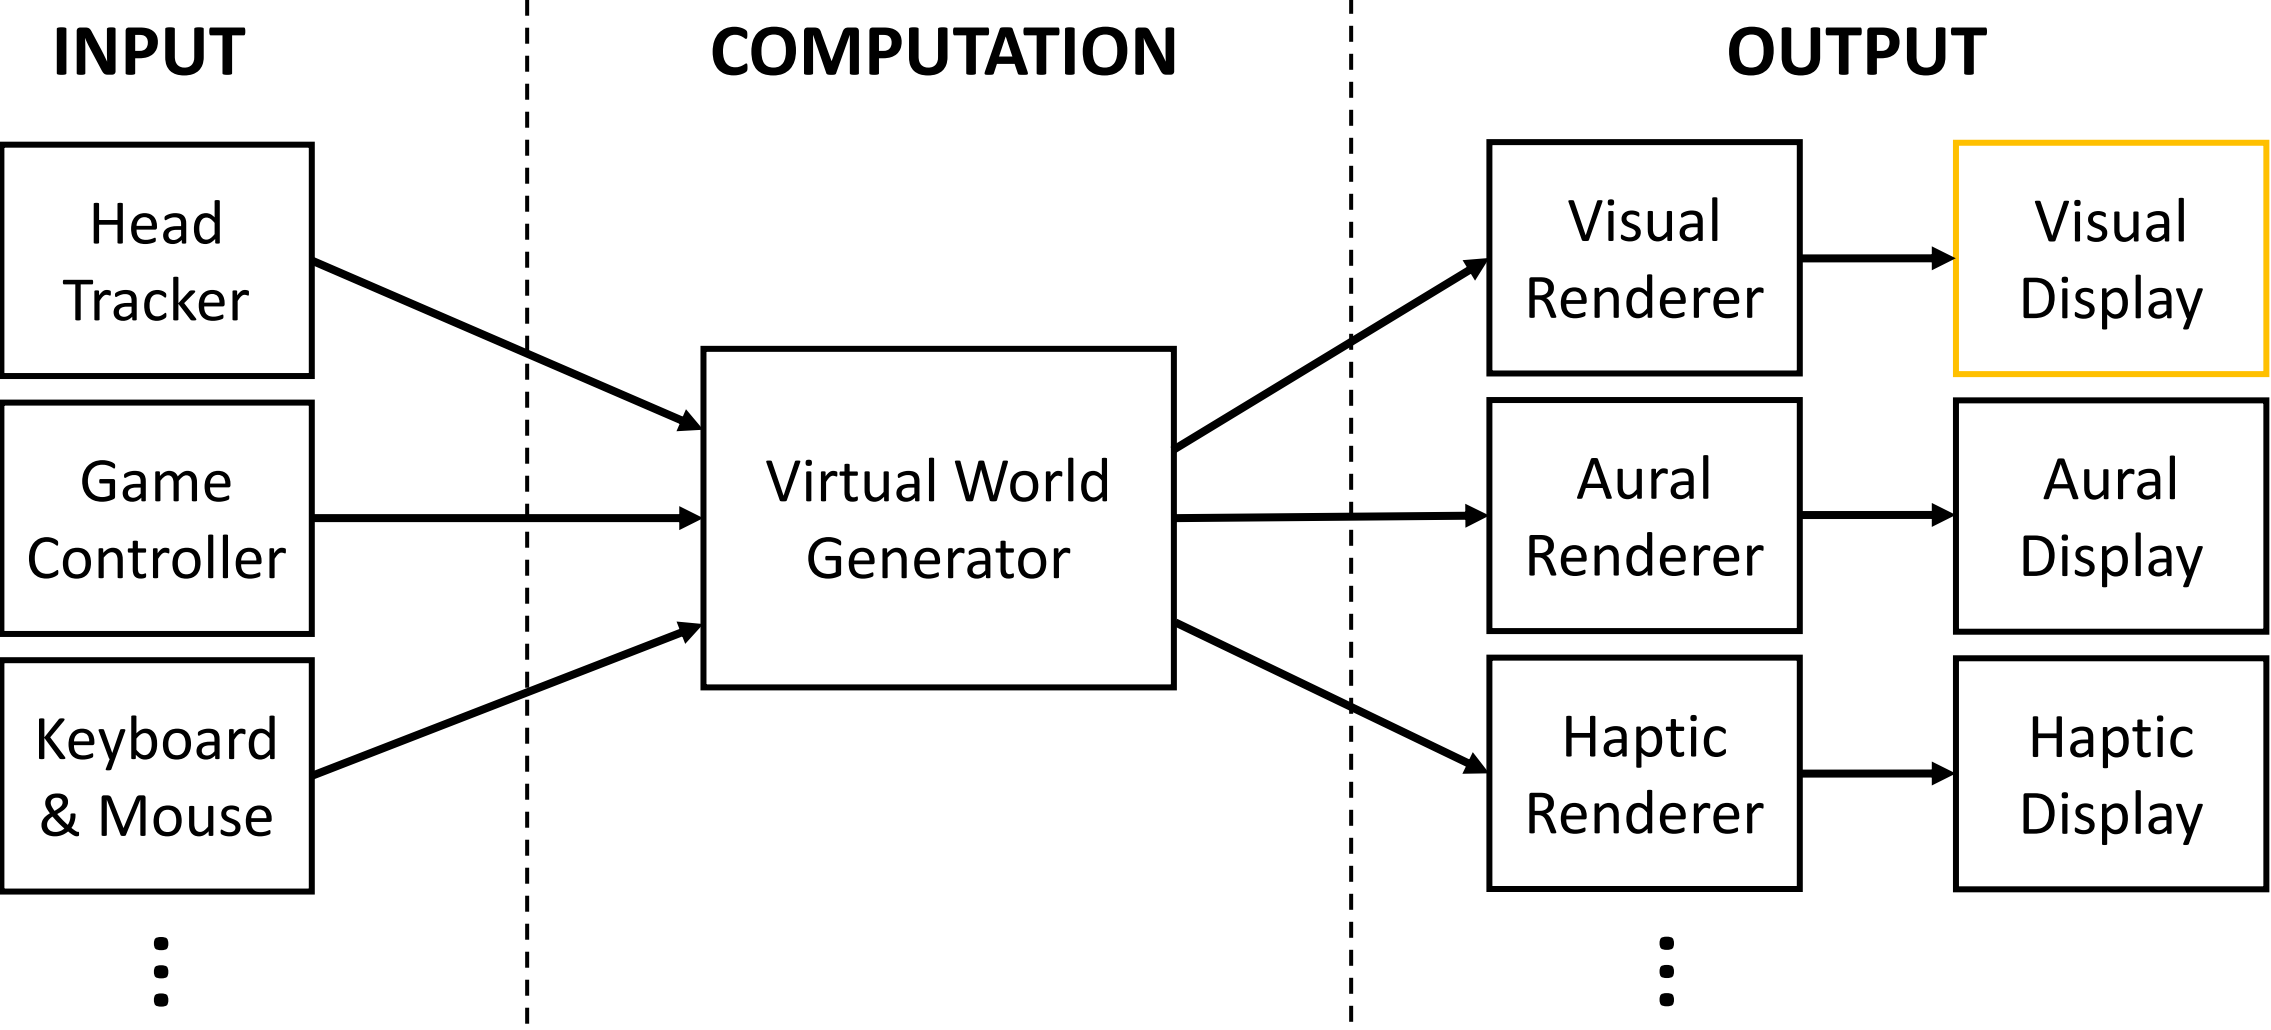 INPUT
COMPUTATION
OUTPUT
Head
Tracker
Game
Controller
Keyboard
& Mouse
Virtual World
Generator
Visual
Renderer
Visual
Display
Aural
Renderer
Aural
Display
Haptic
Renderer
Haptic
Display